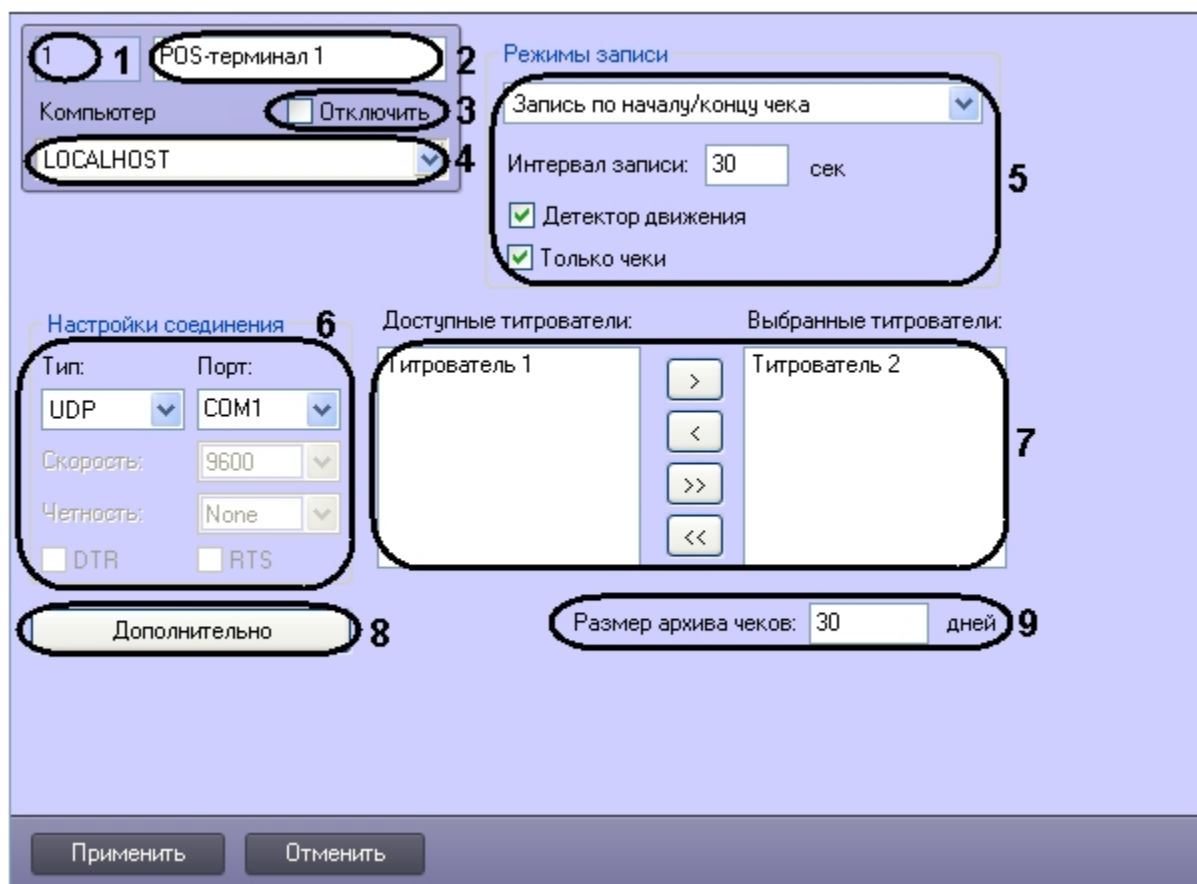 1 1 POS-терминал 1 2
Компьютер Отключить 3
LOCALHOST 4
Режимы записи
Запись по началу/концу чека
Интервал записи: 30 сек 5
Детектор движения
Только чеки
Настройки соединения 6
Тип: Порт:
UDP COM1
Скорость: 9600
Четность: None
DTR RTS
Доступные титрователи: Выбранные титрователи:
Титрователь 1 > Титрователь 2
<
>>
<<
7
Дополнительно 8
Размер архива чеков: 30 дней 9
Применить Отменить